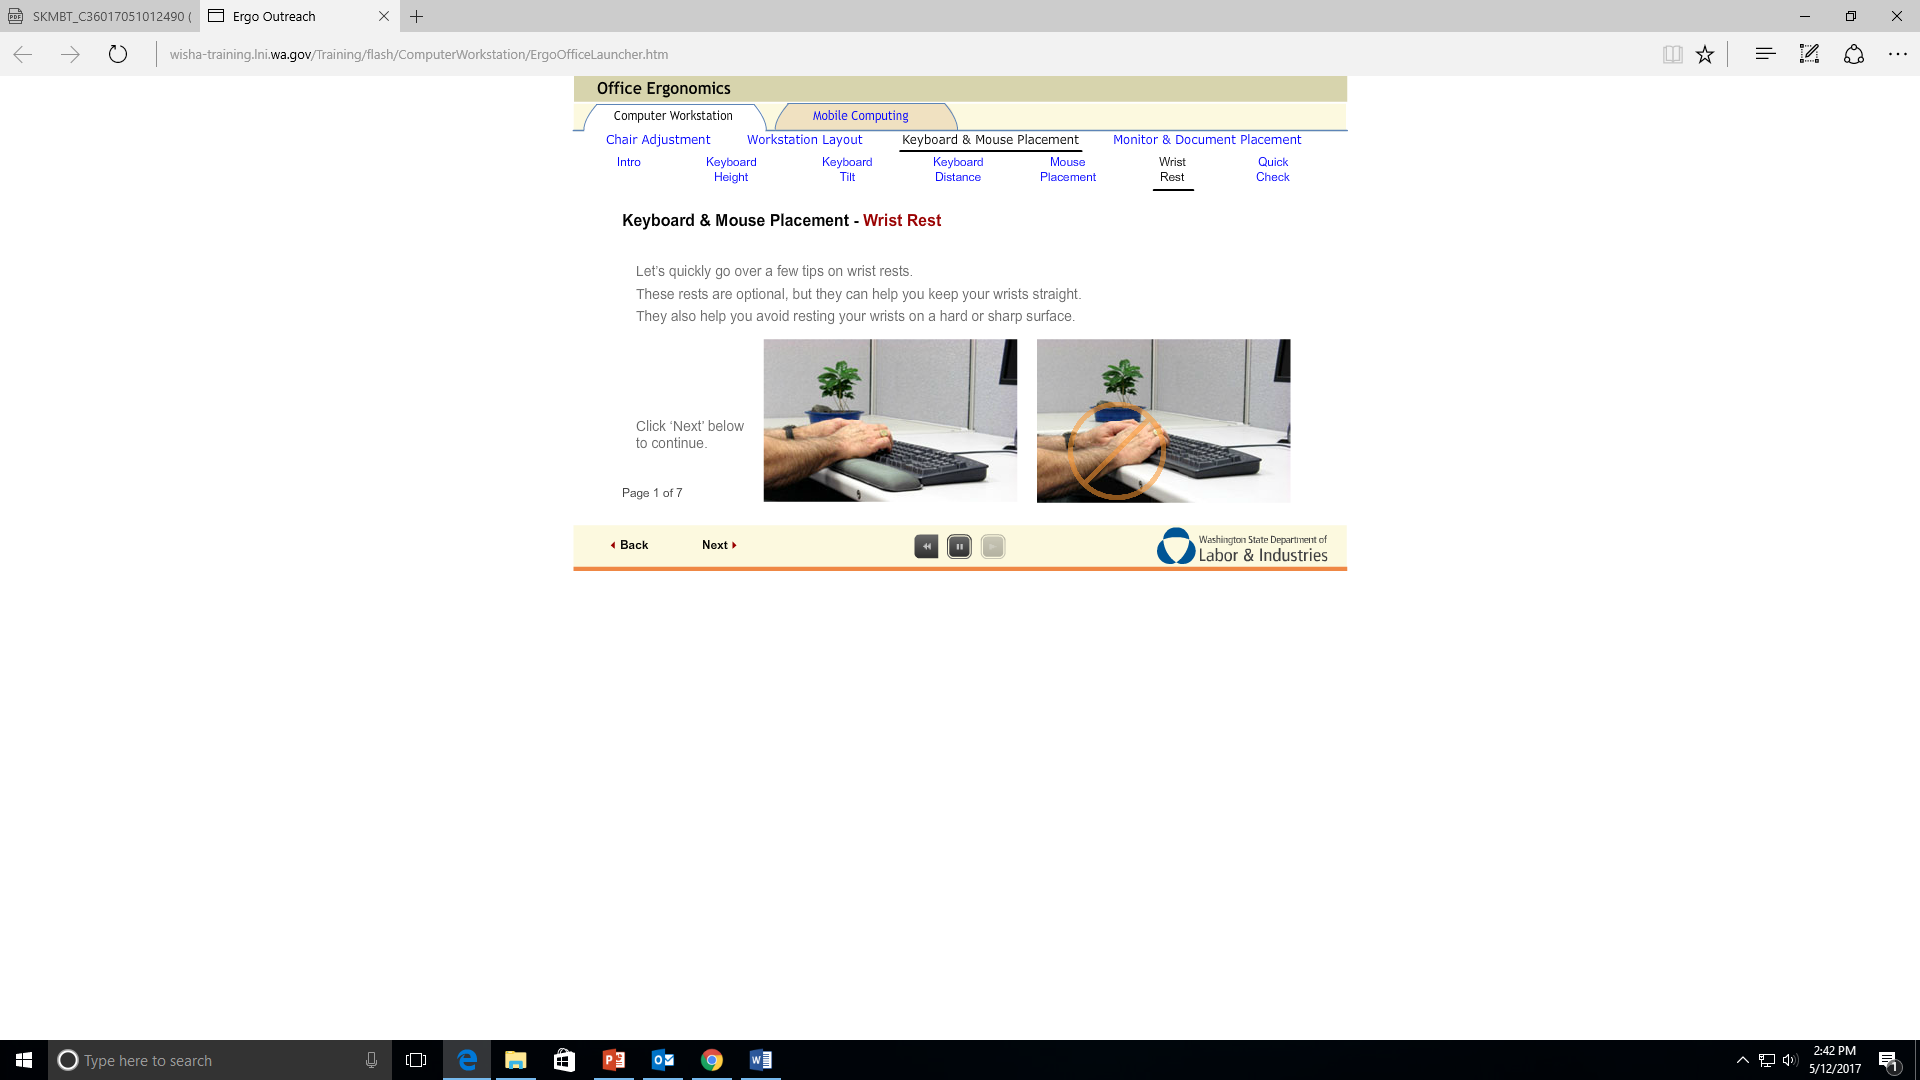 SKMBT_C36017051012490 (
Ergo Outreach
wisha-training.lni.wa.gov/Training/flash/ComputerWorkstation/ErgoOfficeLauncher.htm
Office Ergonomics
Computer Workstation
Mobile Computing
Chair Adjustment
Workstation Layout
Keyboard & Mouse Placement
Monitor & Document Placement
Intro
Keyboard
Height
Keyboard
Tilt
Keyboard
Distance
Mouse
Placement
Wrist
Rest
Quick
Check
Keyboard & Mouse Placement - Wrist Rest
Let's quickly go over a few tips on wrist rests.
These rests are optional, but they can help you keep your wrists straight.
They also help you avoid resting your wrists on a hard or sharp surface.
Click ‘Next’ below
to continue.
Page 1 of 7
Back
Next
Washington State Department of
Labor & Industries
Type here to search
2:42 PM
5/12/2017
1